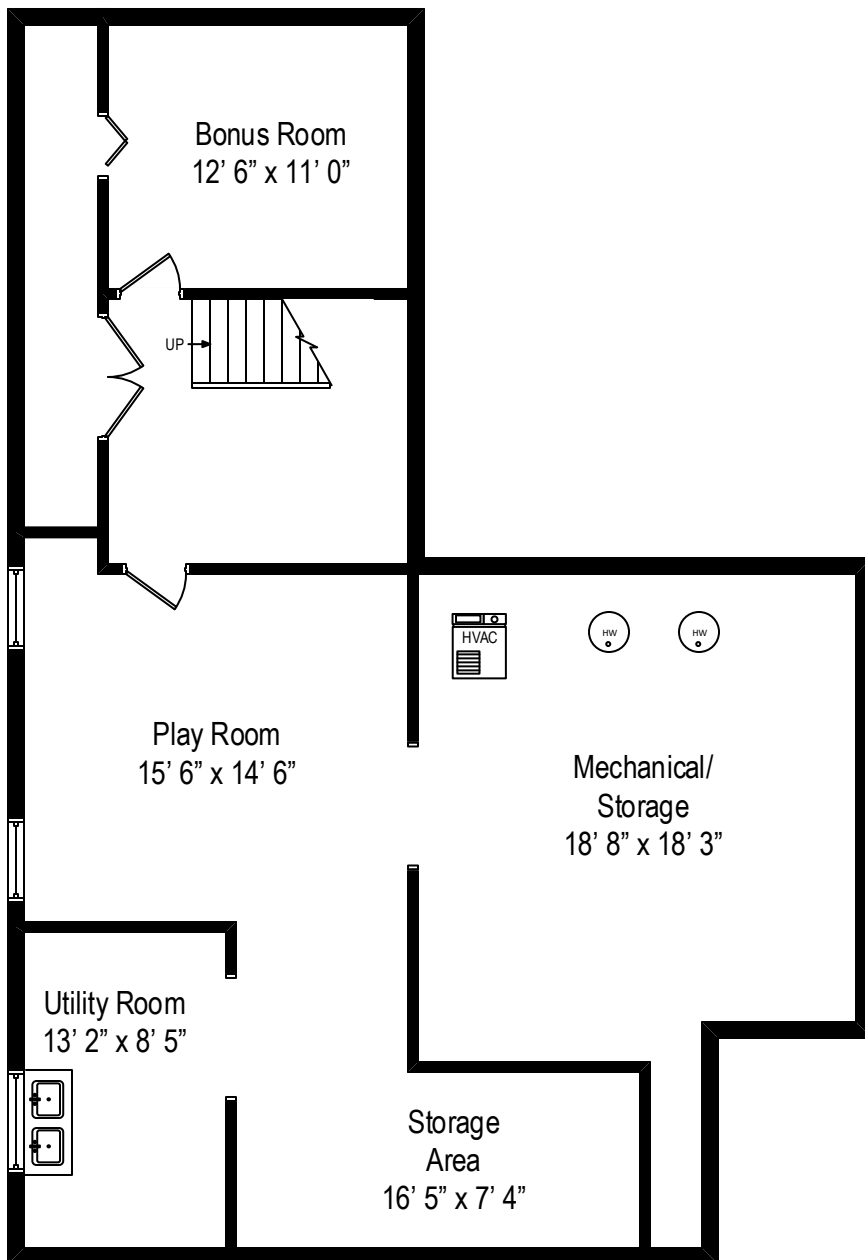 Bonus Room
12’ 6” x 11’ 0”
UP
HVAC
HW
HW
Play Room
15’ 6” x 14’ 6”
Mechanical/
Storage
18’ 8” x 18’ 3”
Utility Room
13’ 2” x 8’ 5”
Storage
Area
16’ 5” x 7’ 4”